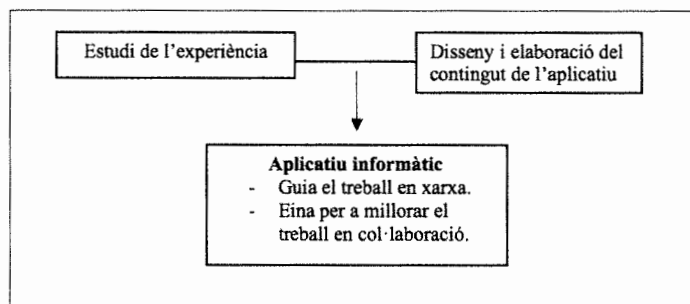 Estudi de l'experiència
Disseny i elaboració del
contingut de l'aplicatiu
Aplicatiu informàtic
- Guia el treball en xarxa.
- Eina per a millorar el
treball en col·laboració.